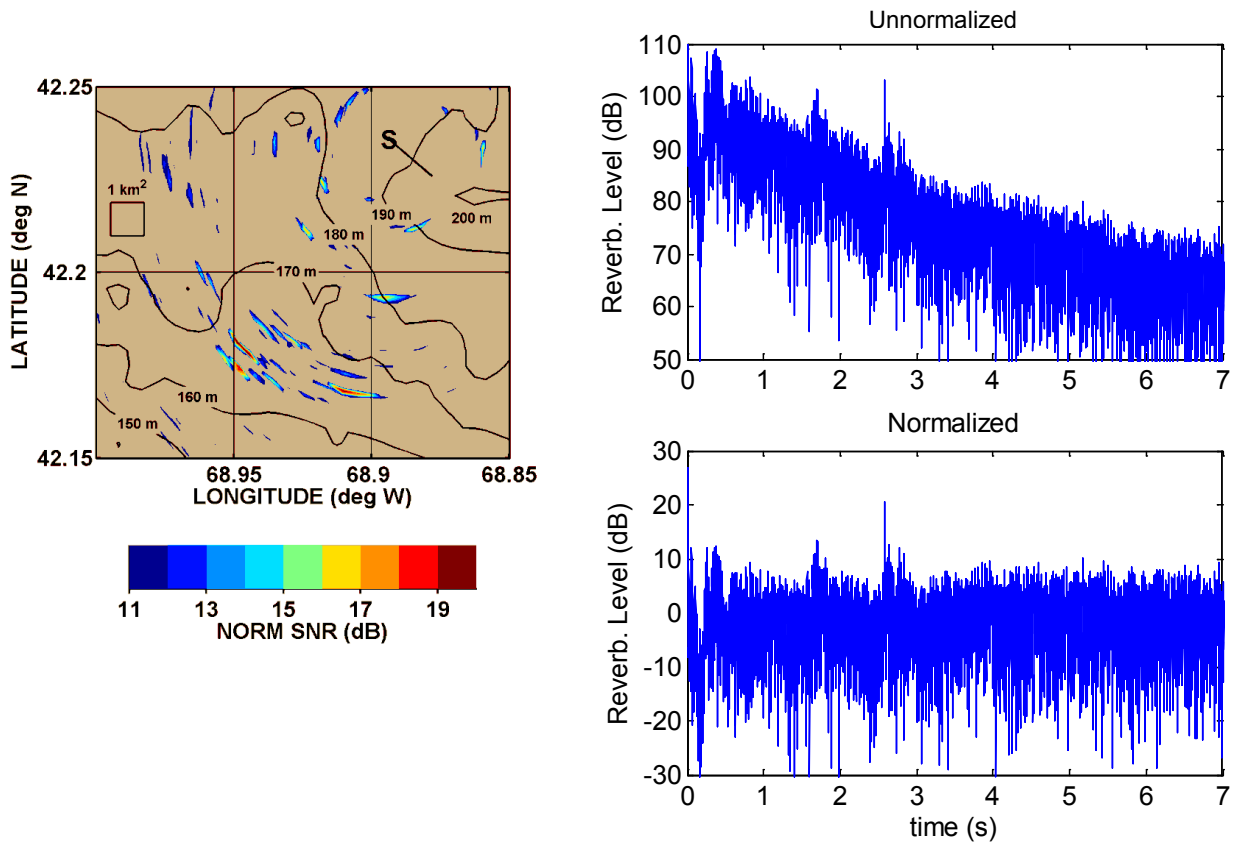 42.25
42.2
42.15
LATITUDE (deg N)
S
1 km2
190 m
200 m
180 m
170 m
160 m
150 m
68.95
68.9
68.85
LONGITUDE (deg W)
11
13
15
17
19
NORM SNR (dB)
Unnormalized
110
100
90
80
70
60
50
Reverb. Level (dB)
0
1
2
3
4
5
6
7
Normalized
30
20
10
0
-10
-20
-30
Reverb. Level (dB)
0
1
2
3
4
5
6
7
time (s)